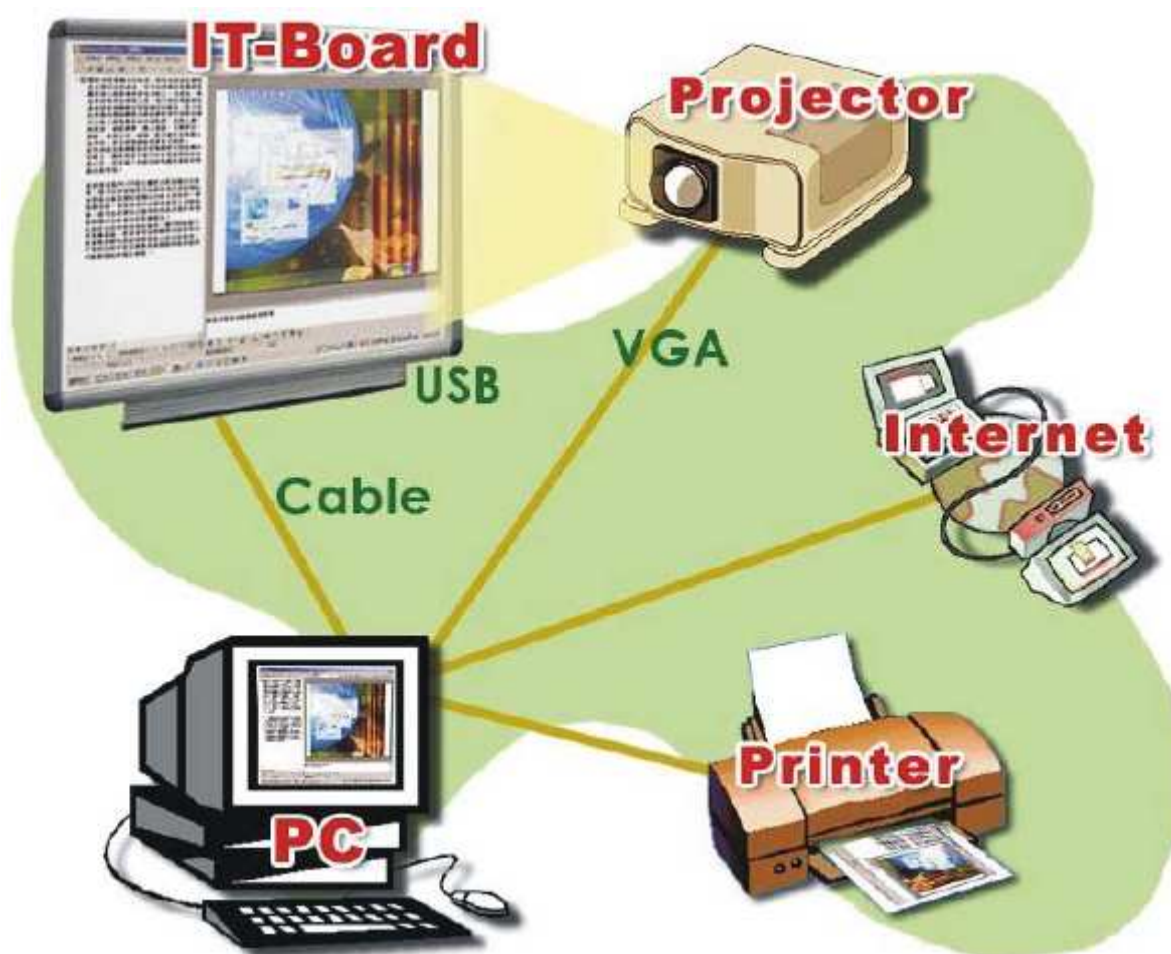 IT-Board
Projector
VGA
USB
Internet
Cable
Printer
PC